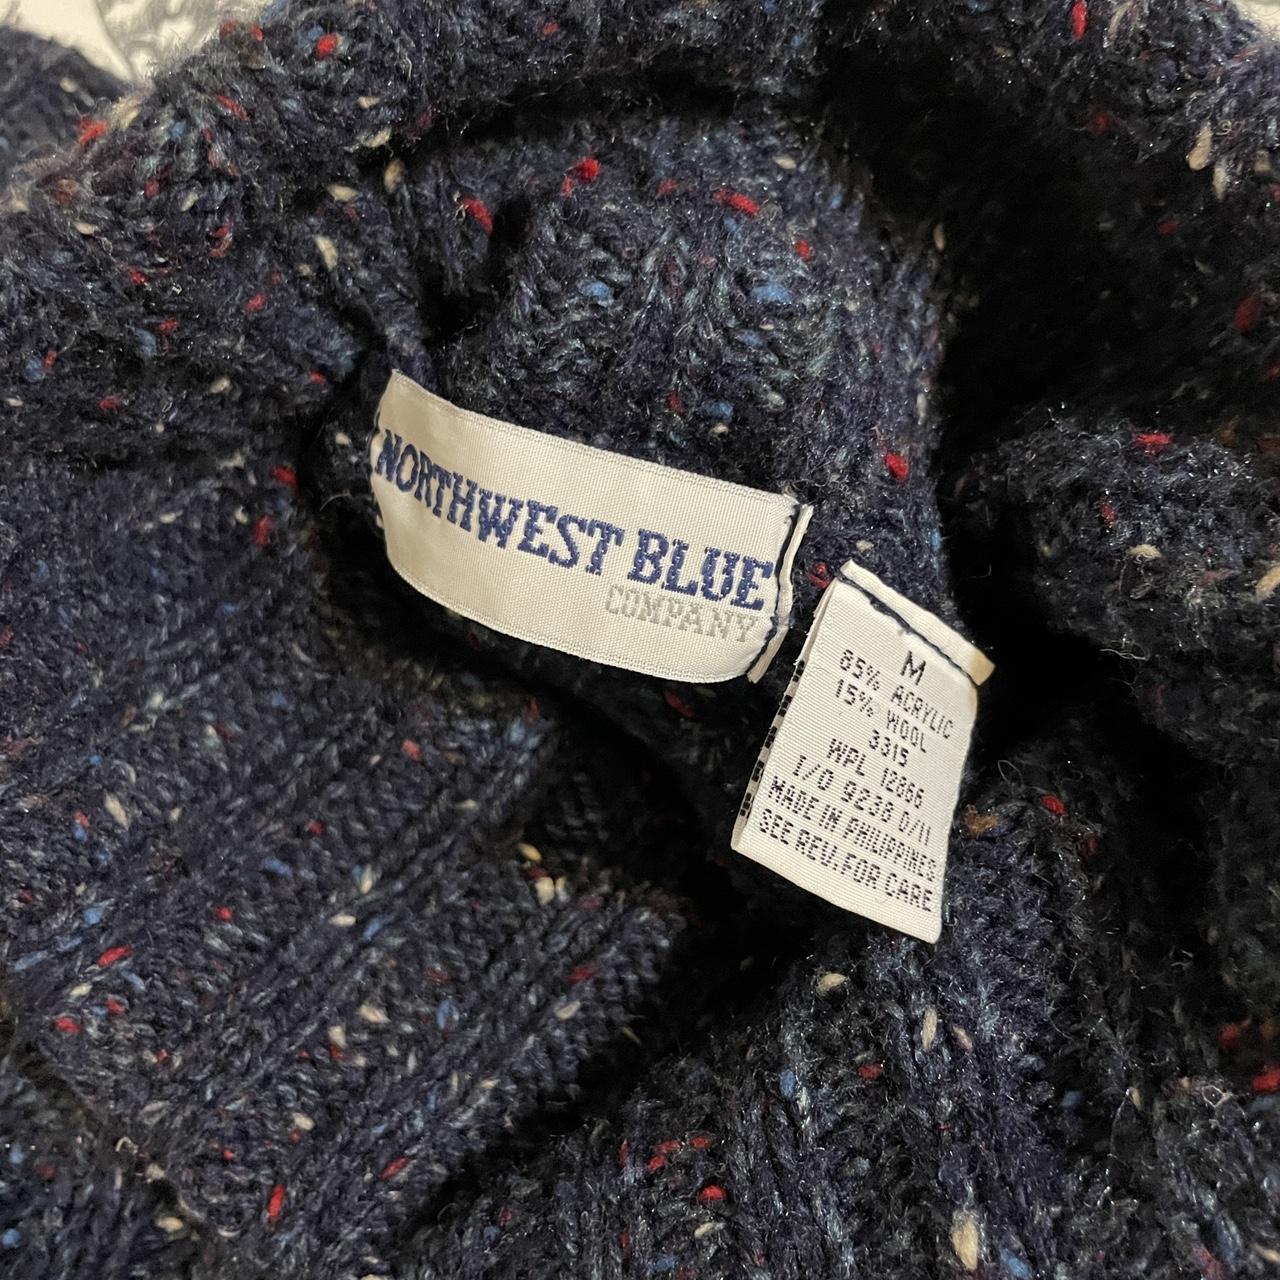 NORTHWEST BLUE
COMPANY
M
85% ACRYLIC
15% WOOL
3315
WPL 12866
I/O 9238 D/11
MADE IN PHILIPPINES
SEE REV. FOR CARE